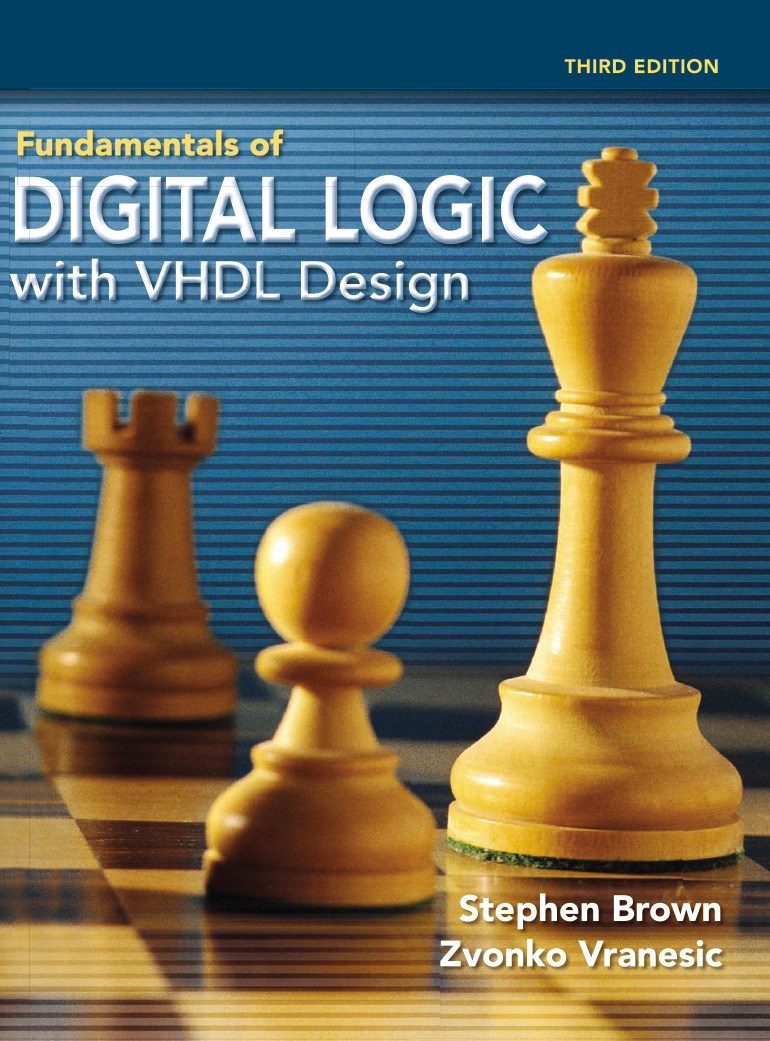 THIRD EDITION
Fundamentals of
DIGITAL LOGIC
with VHDL Design
Stephen Brown
Zvonko Vranesic